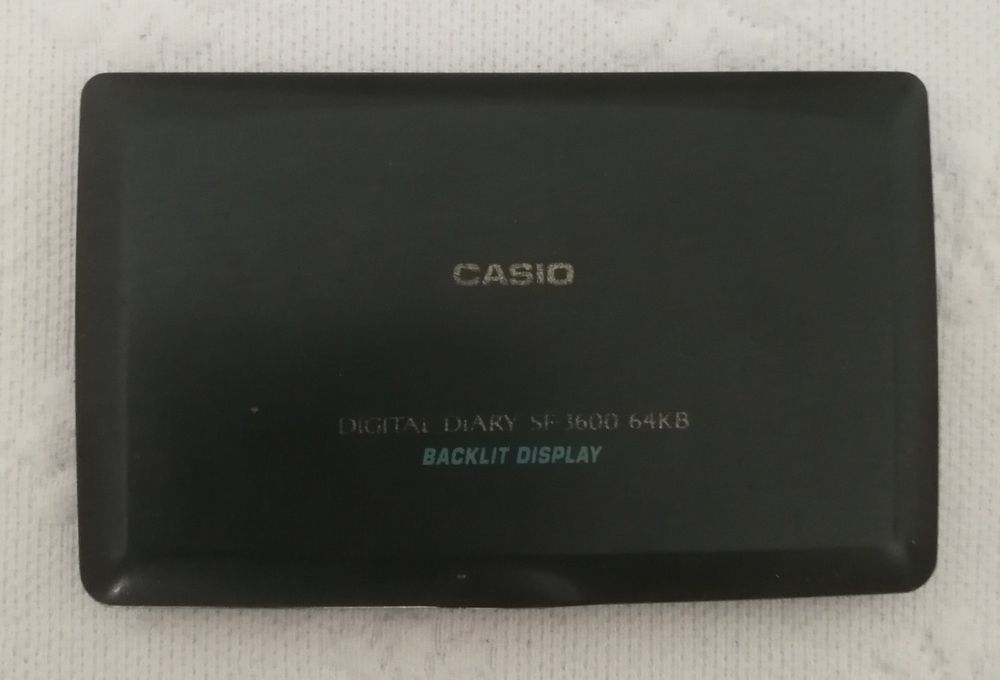 CASIO
DIGITAL DIARY SF-3600 64KB
BACKLIT DISPLAY